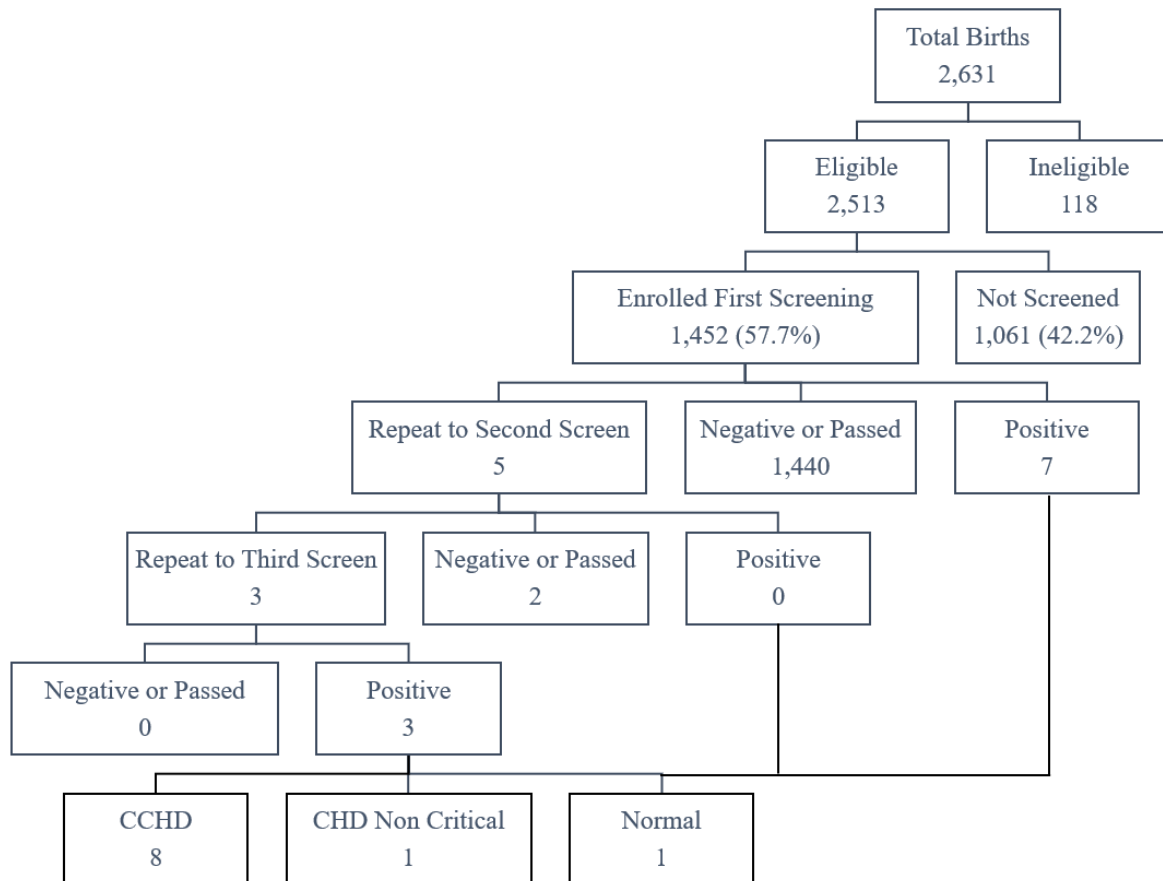 Total Births
2,631
Eligible
2,513
Ineligible
118
Enrolled First Screening
1,452 (57.7%)
Not Screened
1,061 (42.2%)
Repeat to Second Screen
5
Negative or Passed
1,440
Positive
7
Repeat to Third Screen
3
Negative or Passed
2
Positive
0
Negative or Passed
0
Positive
3
CCHD
8
CHD Non Critical
1
Normal
1